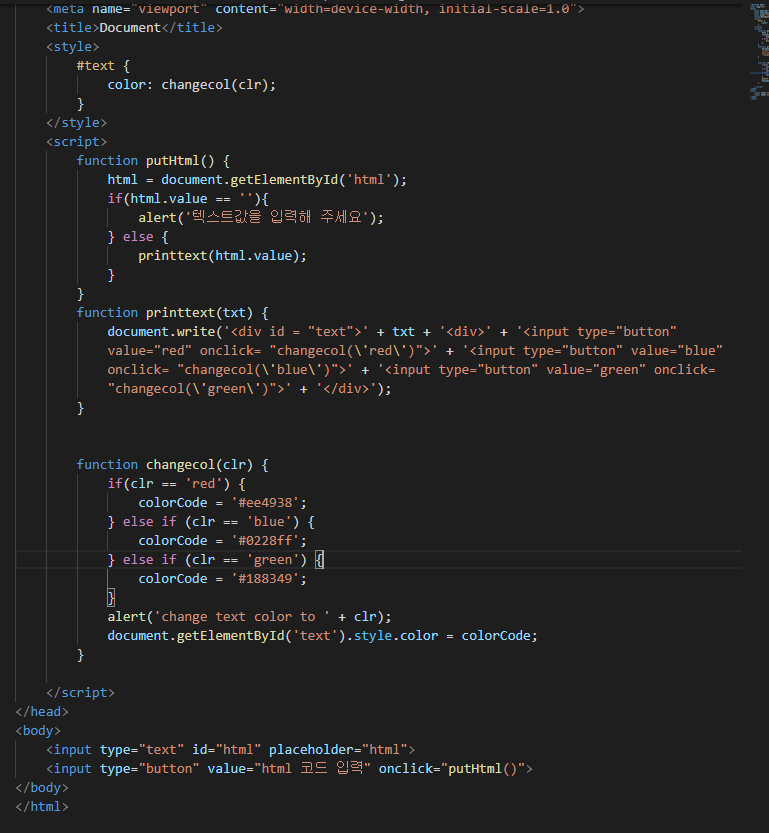 <meta name="viewport" content="width=device-width, initial-scale=1.0">
<title>Document</title>
<style>
#text {
color: changecol(clr);
}
</style>
<script>
function putHtml() {
html = document.getElementById('html');
if(html.value == ''){
alert('텍스트값을 입력해 주세요');
} else {
printtext(html.value);
}
}
function printtext(txt) {
document.write('<div id = "text">' + txt + '<div>' + '<input type="button"
value="red" onclick= "changecol(\'red\')">' + '<input type="button" value="blue"
onclick= "changecol(\'blue\')">' + '<input type="button" value="green" onclick=
"changecol(\'green\')">' + '</div>');
}
function changecol(clr) {
if(clr == 'red') {
colorCode = '#ee4938';
} else if (clr == 'blue') {
colorCode = '#0228ff';
} else if (clr == 'green') {
colorCode = '#188349';
}
alert('change text color to ' + clr);
document.getElementById('text').style.color = colorCode;
}
</script>
</head>
<body>
<input type="text" id="html" placeholder="html">
<input type="button" value="html 코드 입력" onclick="putHtml()">
</body>
</html>